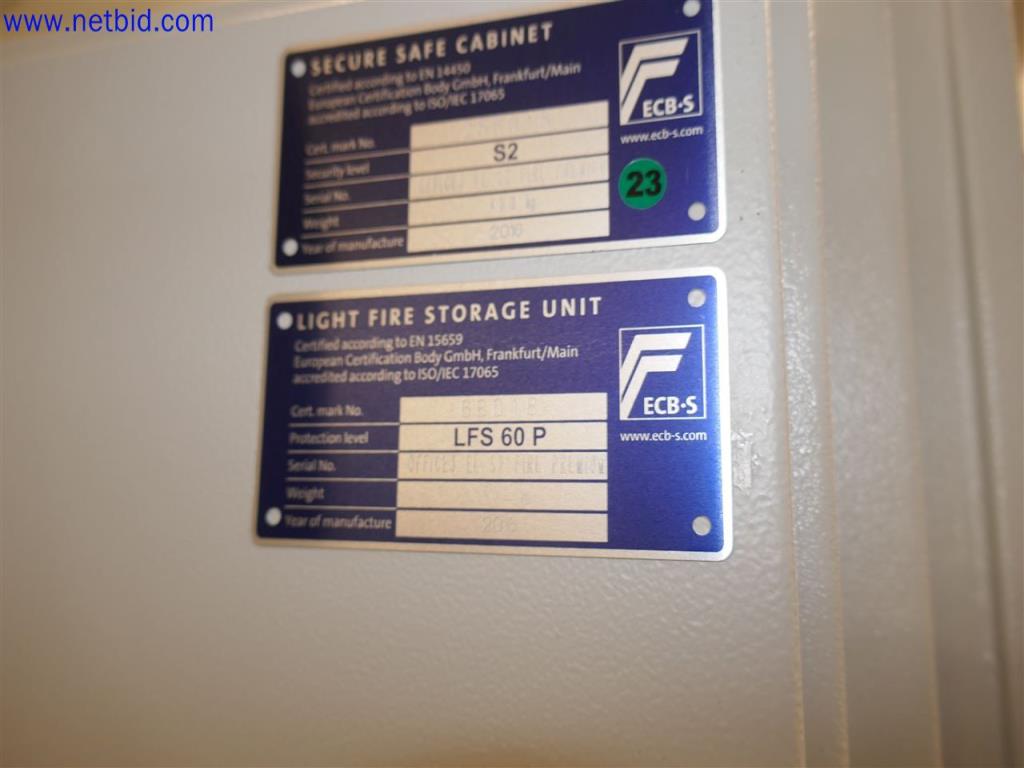 www.netbid.com
SECURE SAFE CABINET
Certified according to EN 14450
European Certification Body GmbH, Frankfurt/Main
accredited according to ISO/IEC 17065
ECB·S
www.ecb-s.com
Cert. mark No.
Security level S2
Serial No.
Weight
Year of manufacture 2016
23
LIGHT FIRE STORAGE UNIT
Certified according to EN 15659
European Certification Body GmbH, Frankfurt/Main
accredited according to ISO/IEC 17065
ECB·S
www.ecb-s.com
Cert. mark No.
Protection level LFS 60 P
Serial No. FIRE PREMIUM
Weight
Year of manufacture 2016